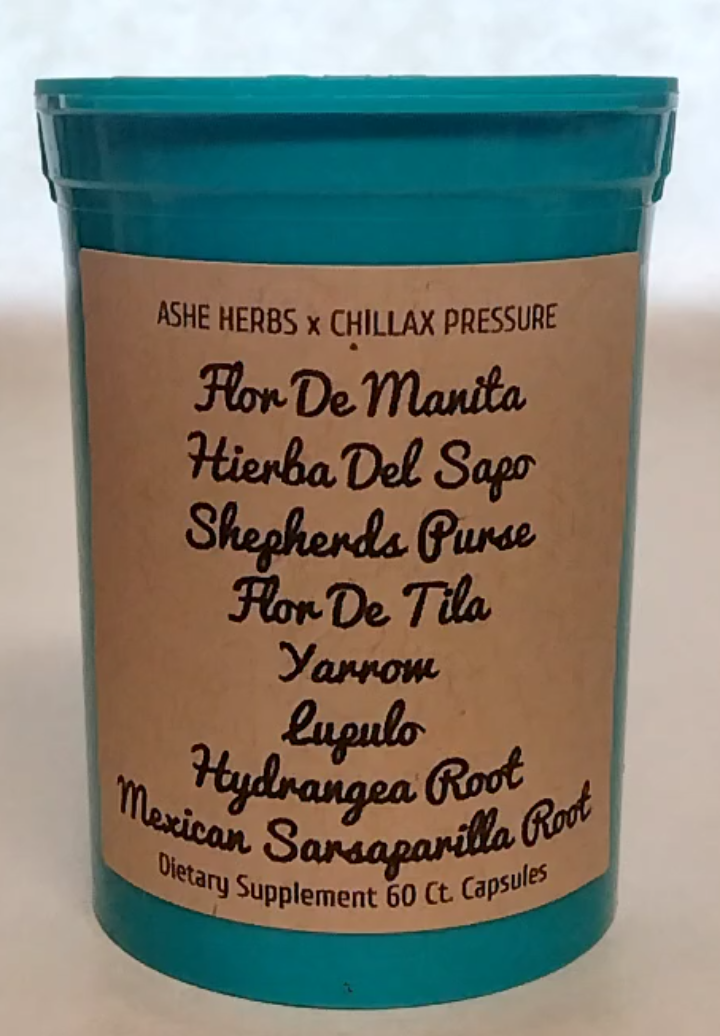 ASHE HERBS x CHILLAX PRESSURE
Flor De Manita
Hierba Del Sapo
Shepherds Purse
Flor De Tila
Yarrow
Lupulo
Hydrangea Root
Mexican Sarsaparilla Root
Dietary Supplement 60 Ct. Capsules